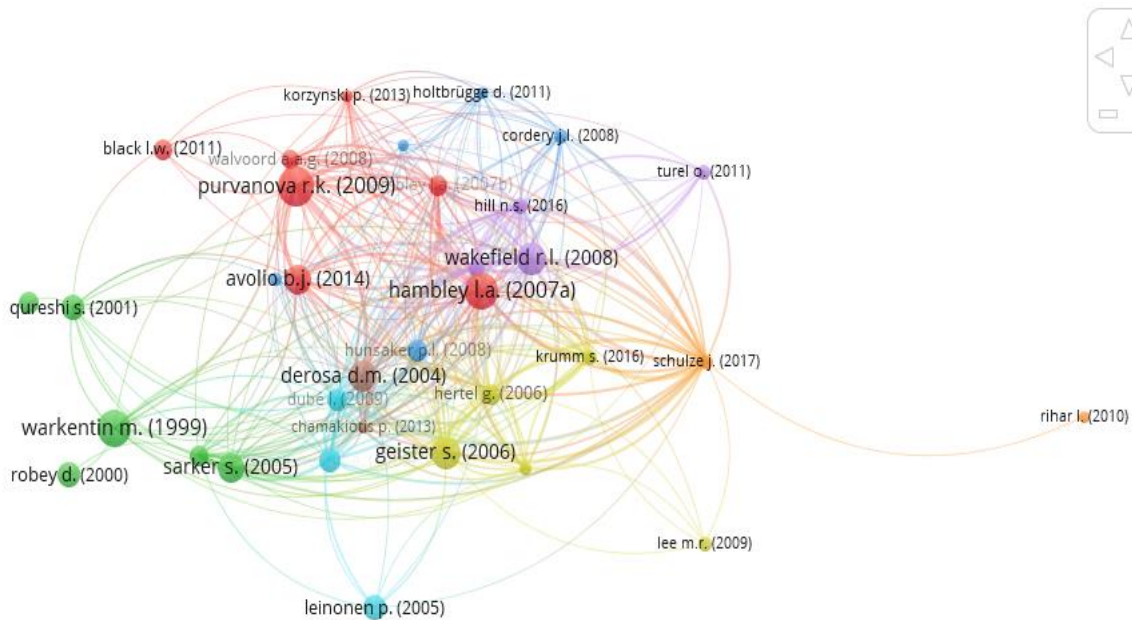 korzynski p. (2013)
holtbrügge d. (2011)
cordery j.l. (2008)
black l.w. (2011)
walvoord a.a.g. (2008)
turel o. (2011)
purvanova r.k. (2009)
hill n.s. (2016)
wakefield r.l. (2008)
avolio b.j. (2014)
hambley l.a. (2007a)
qureshi s. (2001)
hunsaker p.l. (2008)
krumm s. (2016)
schulze j. (2017)
derosa d.m. (2004)
hertel g. (2006)
dubé l. (2009)
rihar l. (2010)
warkentin m. (1999)
chamakiotis p. (2013)
geister s. (2006)
sarker s. (2005)
robey d. (2000)
lee m.r. (2009)
leinonen p. (2005)